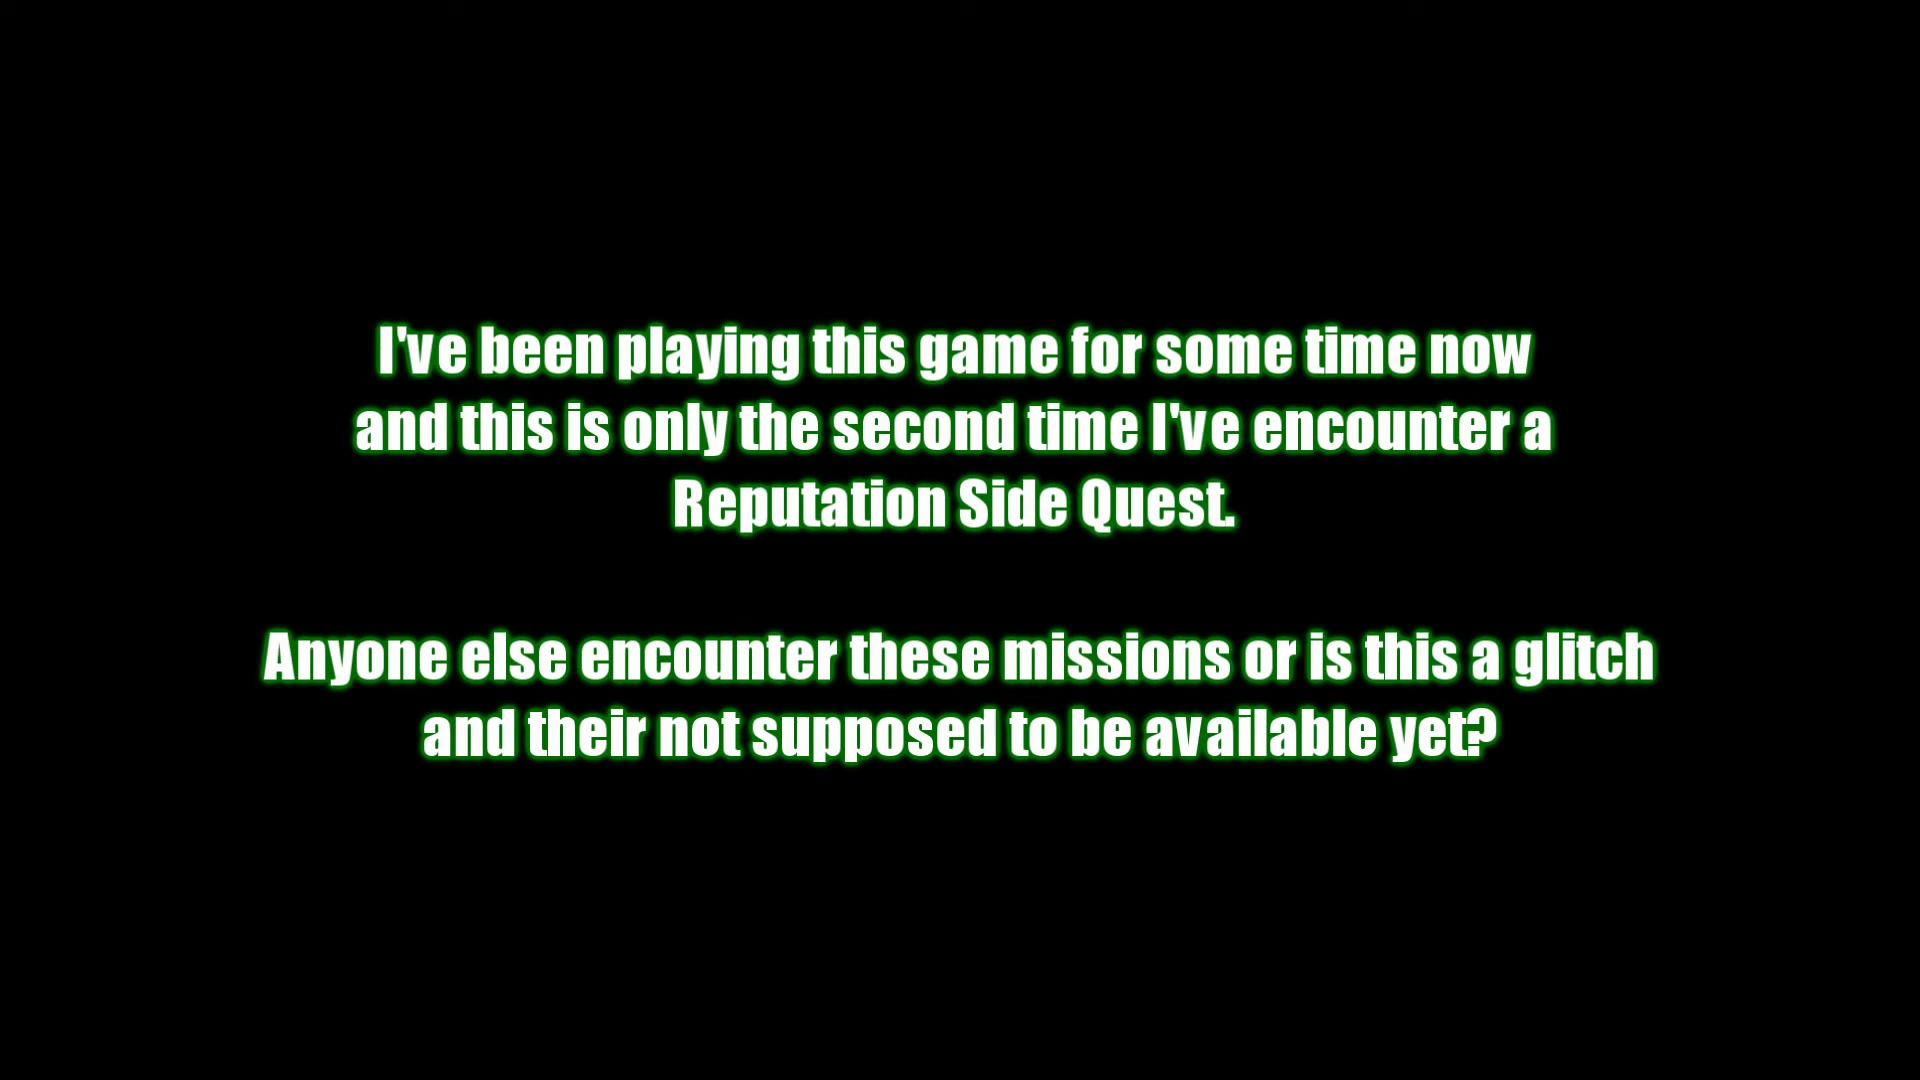 I've been playing this game for some time now
and this is only the second time I've encounter a
Reputation Side Quest.
Anyone else encounter these missions or is this a glitch
and their not supposed to be available yet?